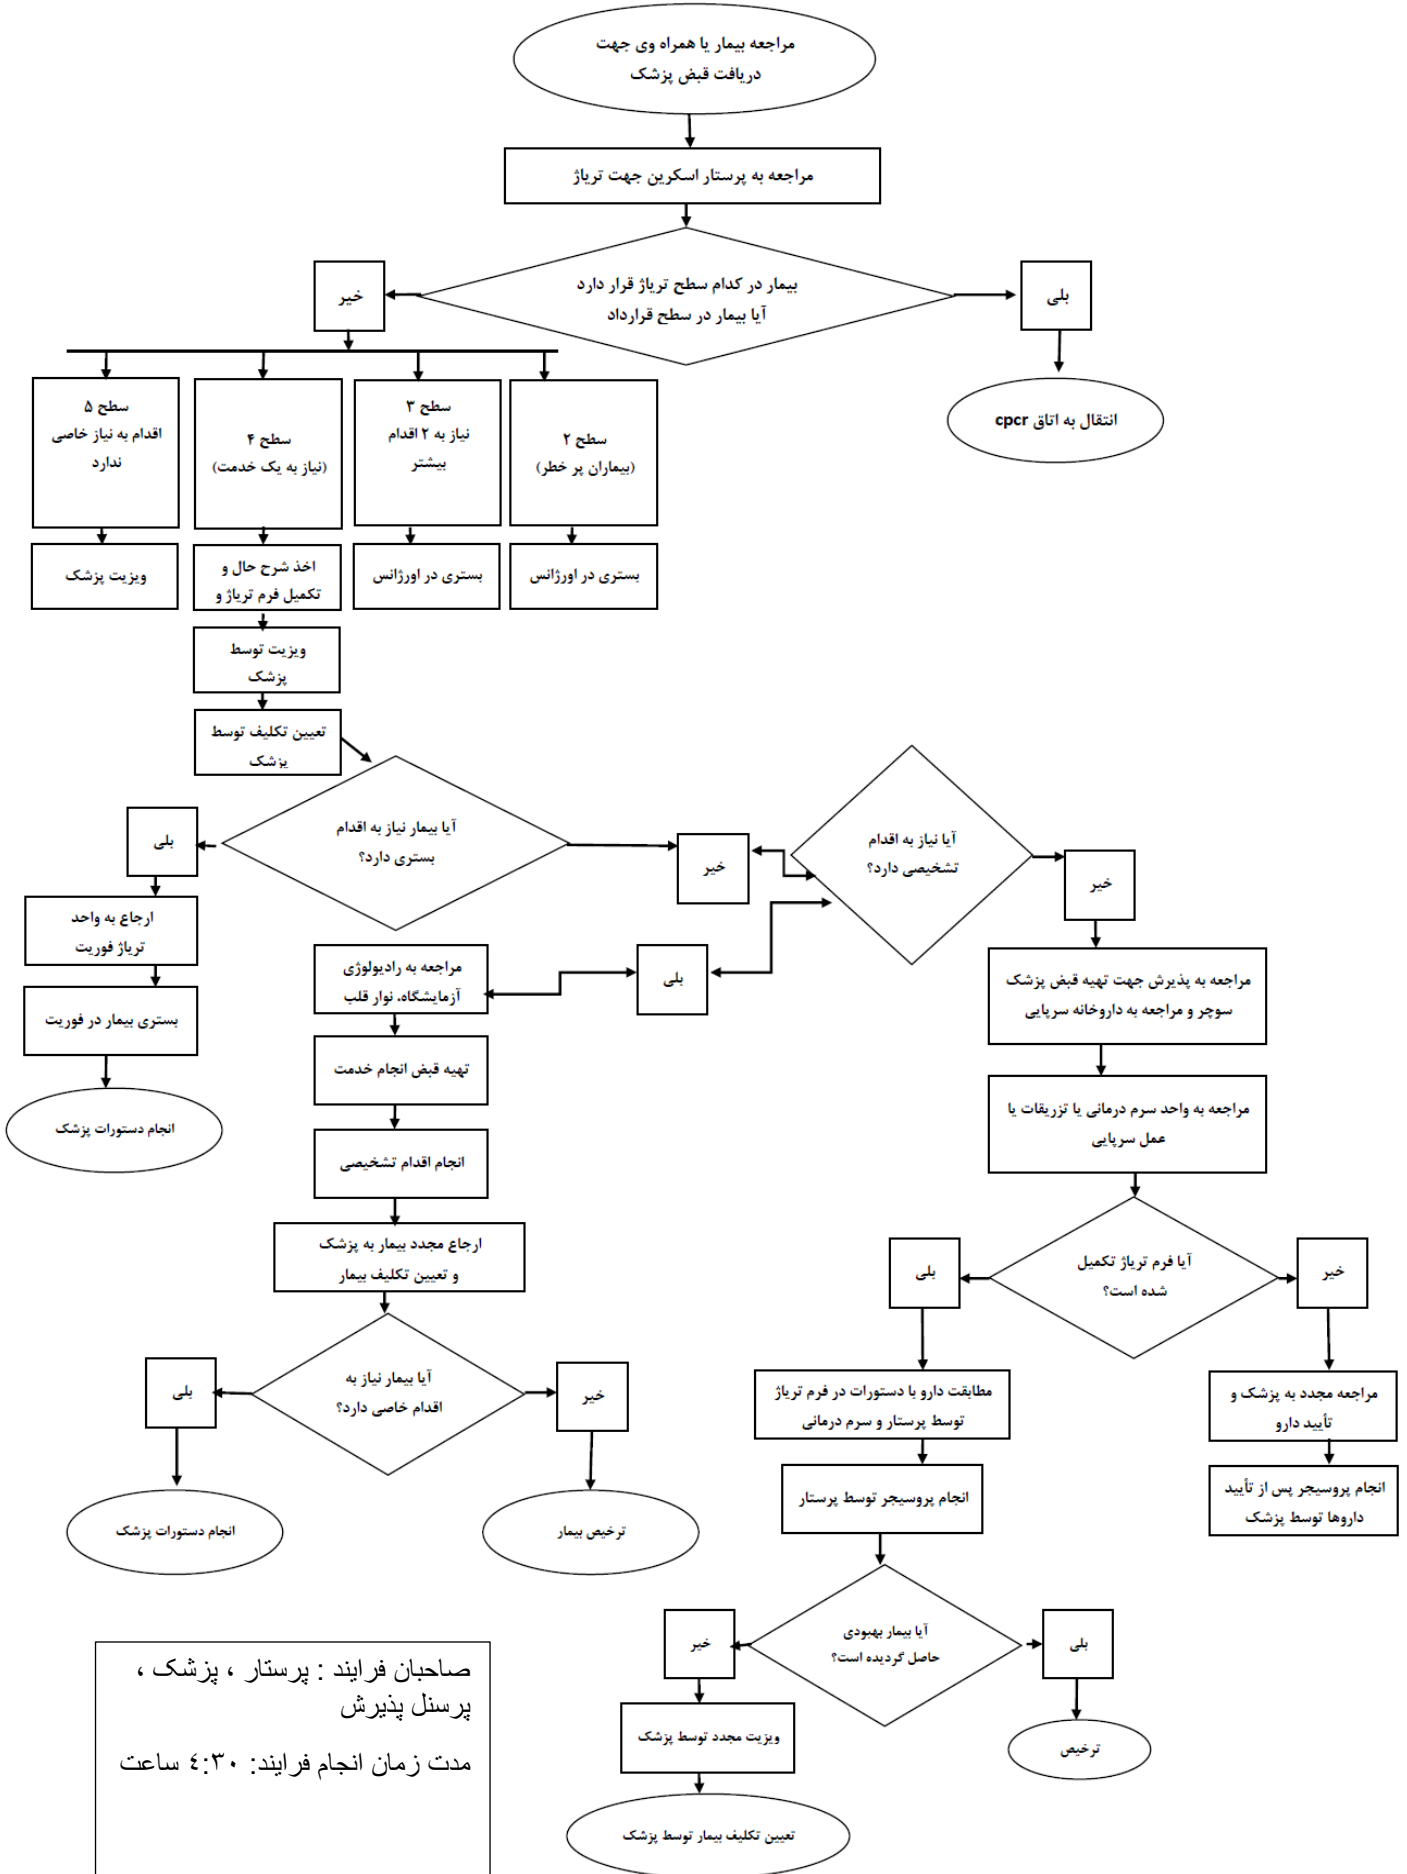 مراجعه بیمار یا همراه وی جهت
دریافت قبض پزشک
مراجعه به پرستار اسکرین جهت تریاژ
بیمار در کدام سطح تریاژ قرار دارد
آیا بیمار در سطح قرارداد
بلی
خیر
انتقال به اتاق cpcr
سطح ۲
(بیماران پر خطر)
سطح ۳
نیاز به ۲ اقدام
بیشتر
سطح ۴
(نیاز به یک خدمت)
سطح ۵
اقدام به نیاز خاصی
ندارد
بستری در اورژانس
بستری در اورژانس
اخذ شرح حال و
تکمیل فرم تریاژ و
ویزیت پزشک
ویزیت توسط
پزشک
تعیین تکلیف توسط
پزشک
آیا بیمار نیاز به اقدام
بستری دارد؟
بلی
خیر
ارجاع به واحد
تریاژ فوریت
بستری بیمار در فوریت
انجام دستورات پزشک
آیا نیاز به اقدام
تشخیصی دارد؟
خیر
بلی
مراجعه به رادیولوژی
آزمایشگاه، نوار قلب
تهیه قبض انجام خدمت
انجام اقدام تشخیصی
ارجاع مجدد بیمار به پزشک
و تعیین تکلیف بیمار
آیا بیمار نیاز به
اقدام خاصی دارد؟
بلی
خیر
انجام دستورات پزشک
ترخیص بیمار
مراجعه به پذیرش جهت تهیه قبض پزشک
سوچر و مراجعه به داروخانه سرپایی
مراجعه به واحد سرم درمانی یا تزریقات یا
عمل سرپایی
آیا فرم تریاژ تکمیل
شده است؟
خیر
بلی
مراجعه مجدد به پزشک و
تأیید دارو
انجام پروسیجر پس از تأیید
داروها توسط پزشک
مطابقت دارو با دستورات در فرم تریاژ
توسط پرستار و سرم درمانی
انجام پروسیجر توسط پرستار
آیا بیمار بهبودی
حاصل گردیده است؟
بلی
خیر
ترخیص
ویزیت مجدد توسط پزشک
تعیین تکلیف بیمار توسط پزشک
صاحبان فرایند : پرستار ، پزشک ،
پرسنل پذیرش
مدت زمان انجام فرایند: ٤:٣٠ ساعت